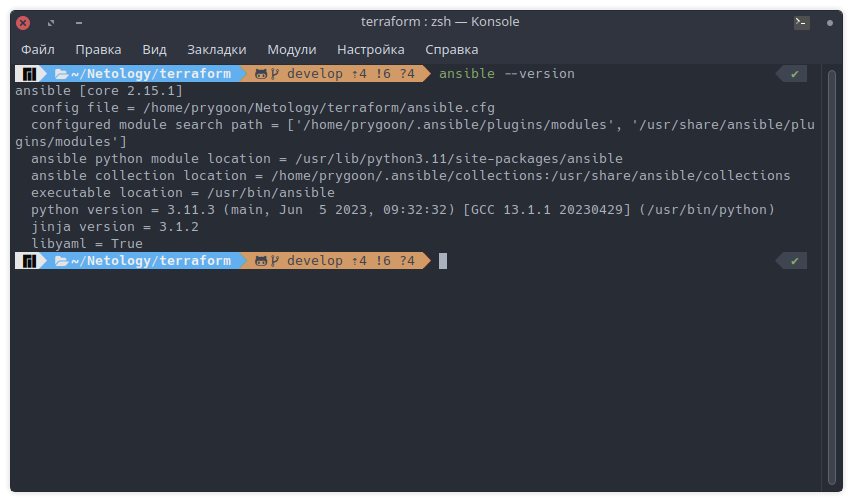 terraform : zsh — Konsole
Файл Правка Вид Закладки Модули Настройка Справка
~/Netology/terraform develop ⇡4 !6 ?4 ansible --version ✔
ansible [core 2.15.1]
config file = /home/prygoon/Netology/terraform/ansible.cfg
configured module search path = ['/home/prygoon/.ansible/plugins/modules', '/usr/share/ansible/plu
gins/modules']
ansible python module location = /usr/lib/python3.11/site-packages/ansible
ansible collection location = /home/prygoon/.ansible/collections:/usr/share/ansible/collections
executable location = /usr/bin/ansible
python version = 3.11.3 (main, Jun  5 2023, 09:32:32) [GCC 13.1.1 20230429] (/usr/bin/python)
jinja version = 3.1.2
libyaml = True
~/Netology/terraform develop ⇡4 !6 ?4 ✔